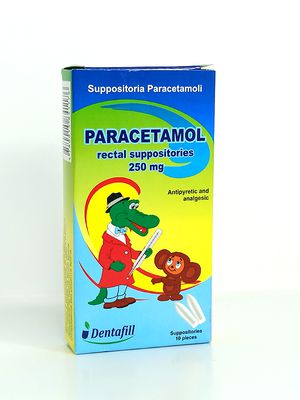 Suppositoria Paracetamoli
PARACETAMOL
rectal suppositories
250 mg
Antipyretic and
analgesic
Suppositories
10 pieces
Dentafill